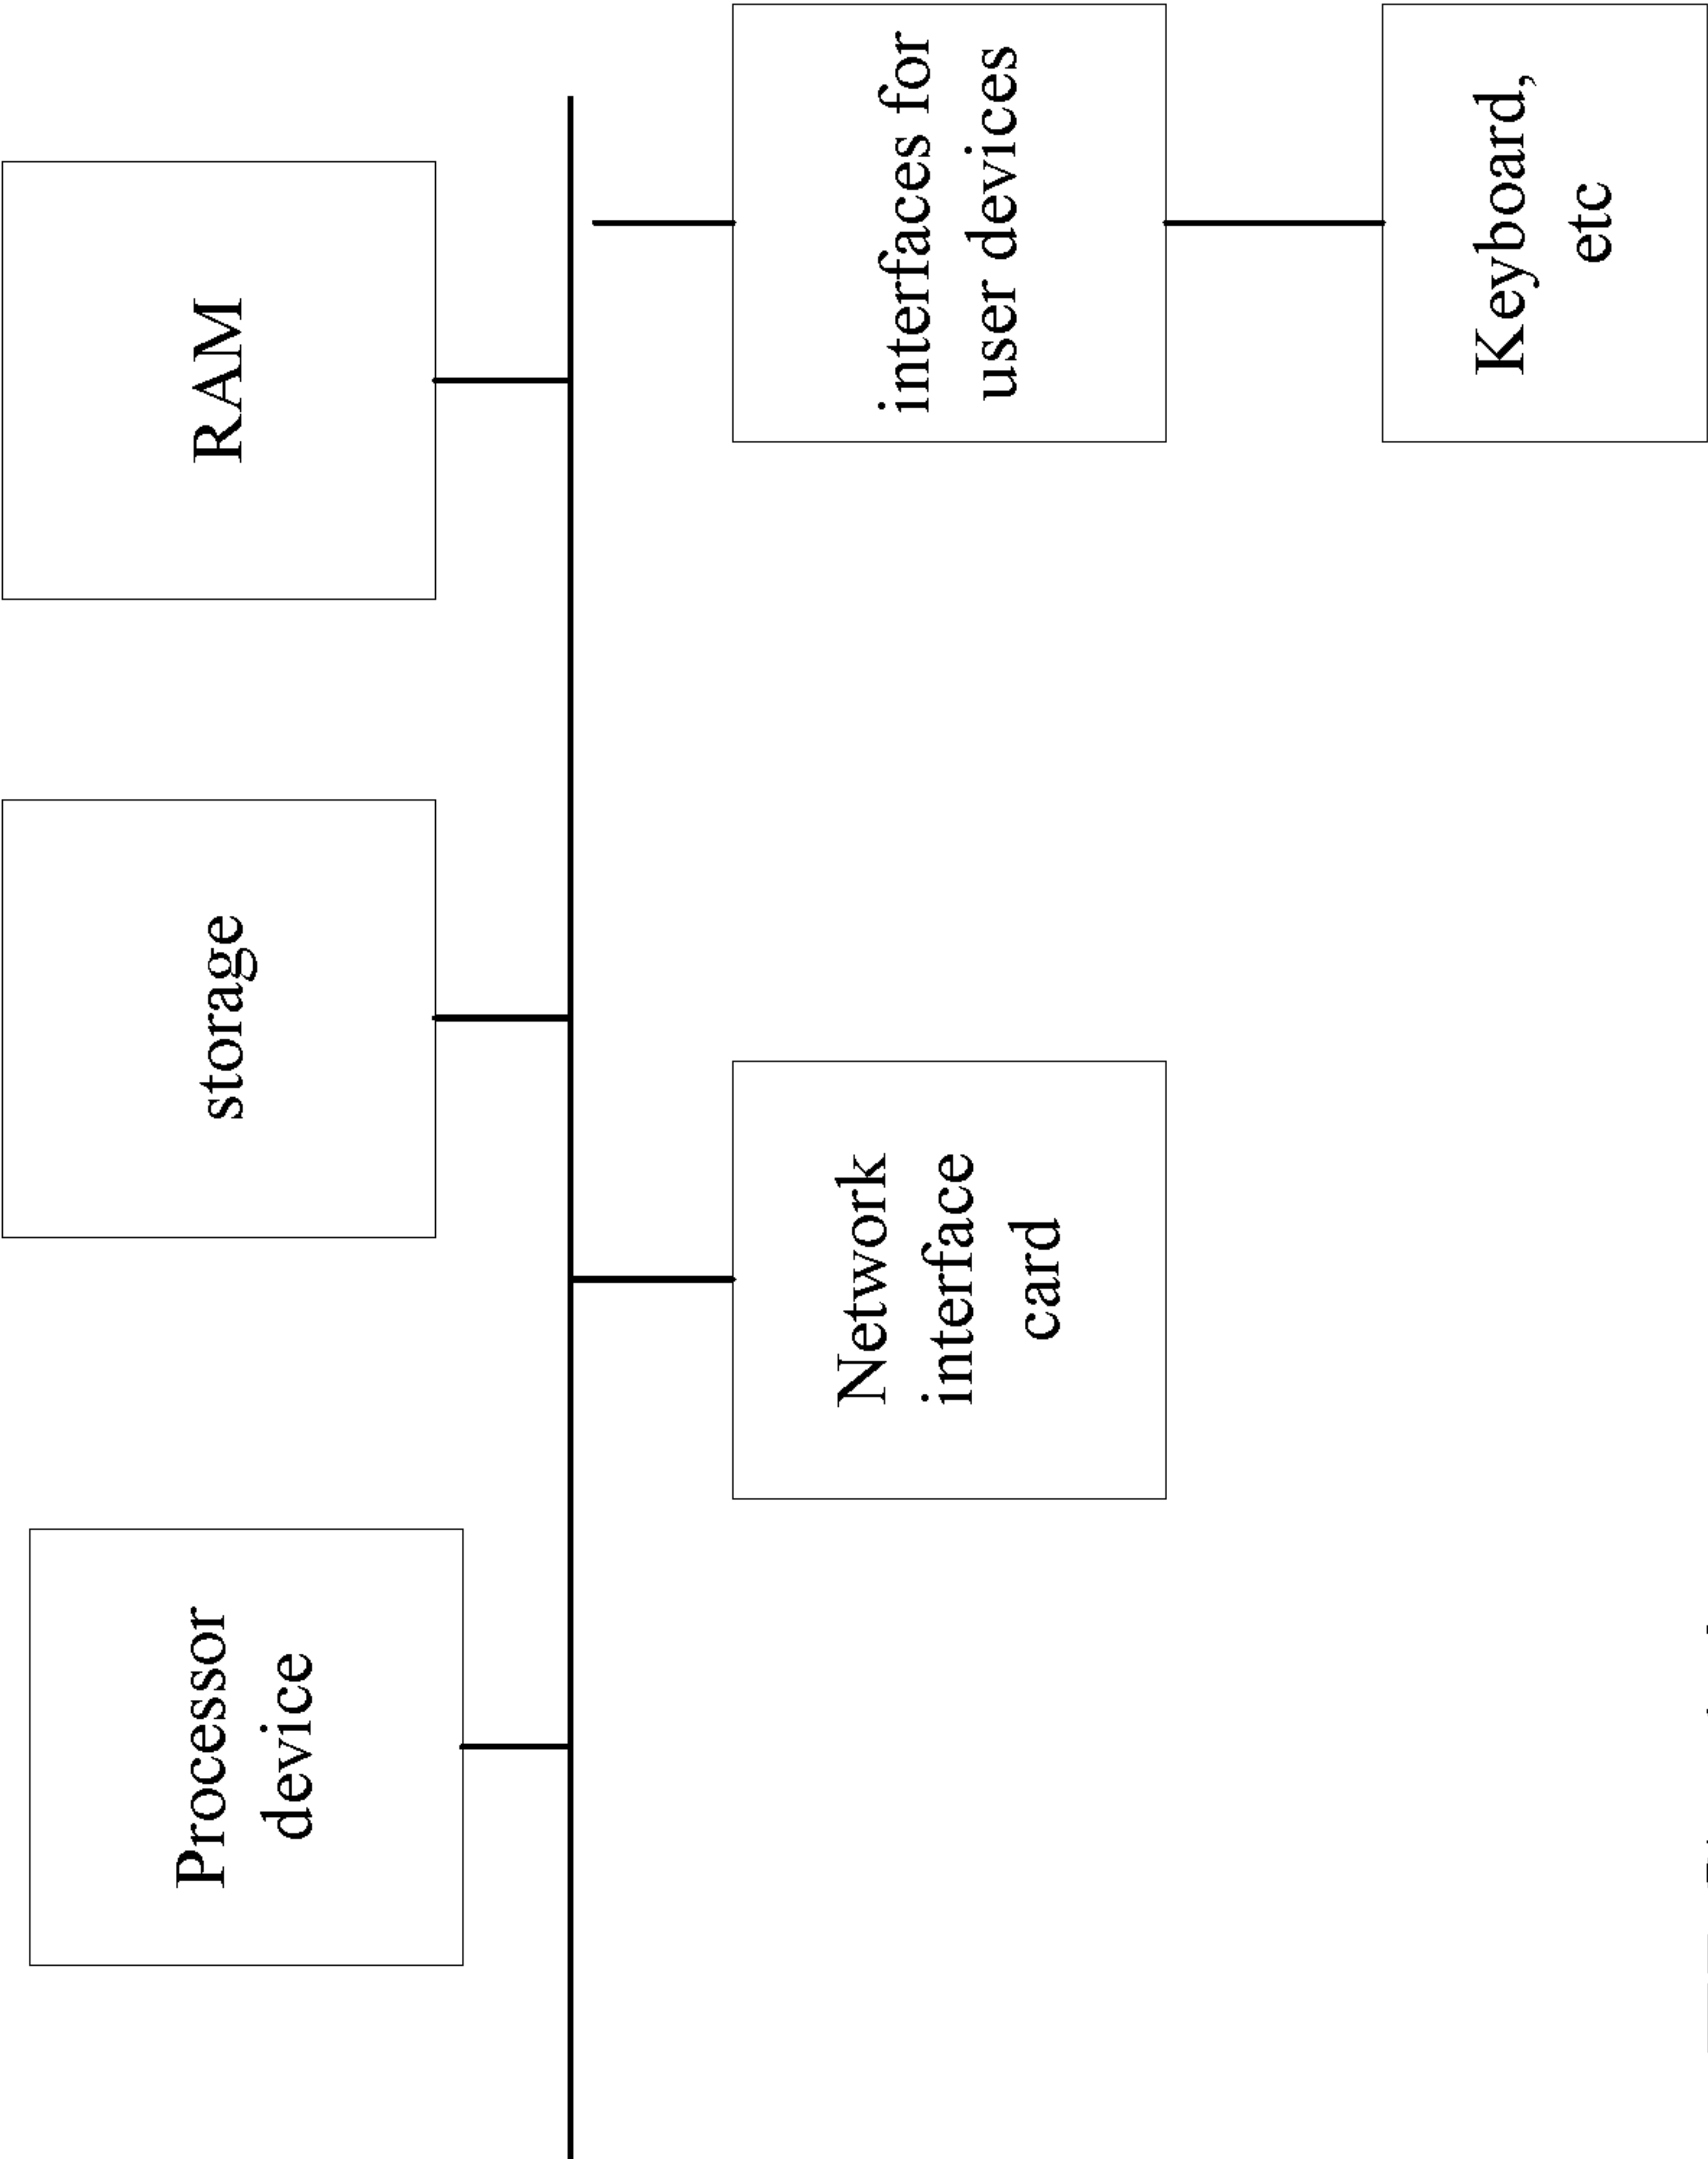 Processor
device
storage
RAM
Network
interface
card
interfaces for
user devices
Keyboard,
etc